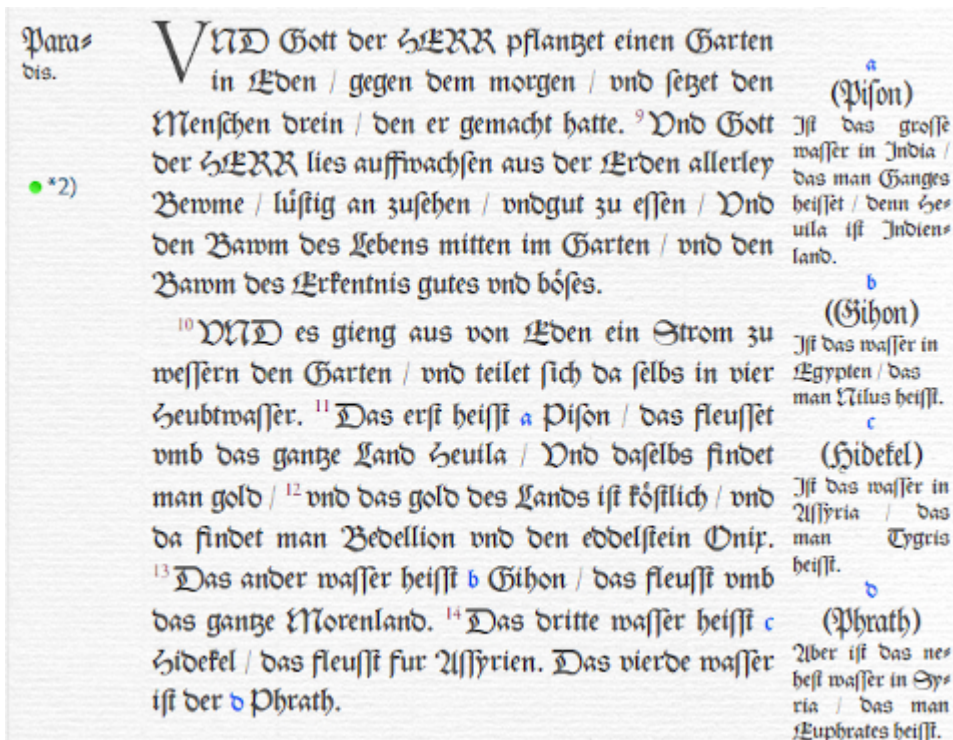 Para⸗
dis.
*2)
VND Gott der HERR pflantzet einen Garten
in Eden / gegen dem morgen / vnd ſetzet den
Menſchen drein / den er gemacht hatte. 9 Vnd Gott
der HERR lies auffwachſen aus der Erden allerley
Bewme / luͤſtig an zuſehen / vndgut zu eſſen / Vnd
den Bawm des Lebens mitten im Garten / vnd den
Bawm des Erkentnis gutes vnd boͤſes.
10 VND es gieng aus von Eden ein Strom zu
weſſern den Garten / vnd teilet ſich da ſelbs in vier
Heubtwaſſer. 11 Das erſt heiſſt a Piſon / das fleuſſet
vmb das gantze Land Heuila / Vnd daſelbs findet
man gold / 12 vnd das gold des Lands iſt koͤſtlich / vnd
da findet man Bedellion vnd den eddelſtein Onix.
13 Das ander waſſer heiſſt b Gihon / das fleuſſt vmb
das gantze Morenland. 14 Das dritte waſſer heiſſt c
Hidekel / das fleuſſt fur Aſſyrien. Das vierde waſſer
iſt der d Phrath.
a
(Piſon)
Iſt das groſſe
waſſer in India /
das man Ganges
heiſſet / denn He⸗
uila iſt Indien⸗
land.
b
(Gihon)
Iſt das waſſer in
Egypten / das
man Nilus heiſſt.
c
(Hidekel)
Iſt das waſſer in
Aſſyria / das
man Tygris
heiſſt.
d
(Phrath)
Aber iſt das ne⸗
heſt waſſer in Sy⸗
ria / das man
Euphrates heiſſt.